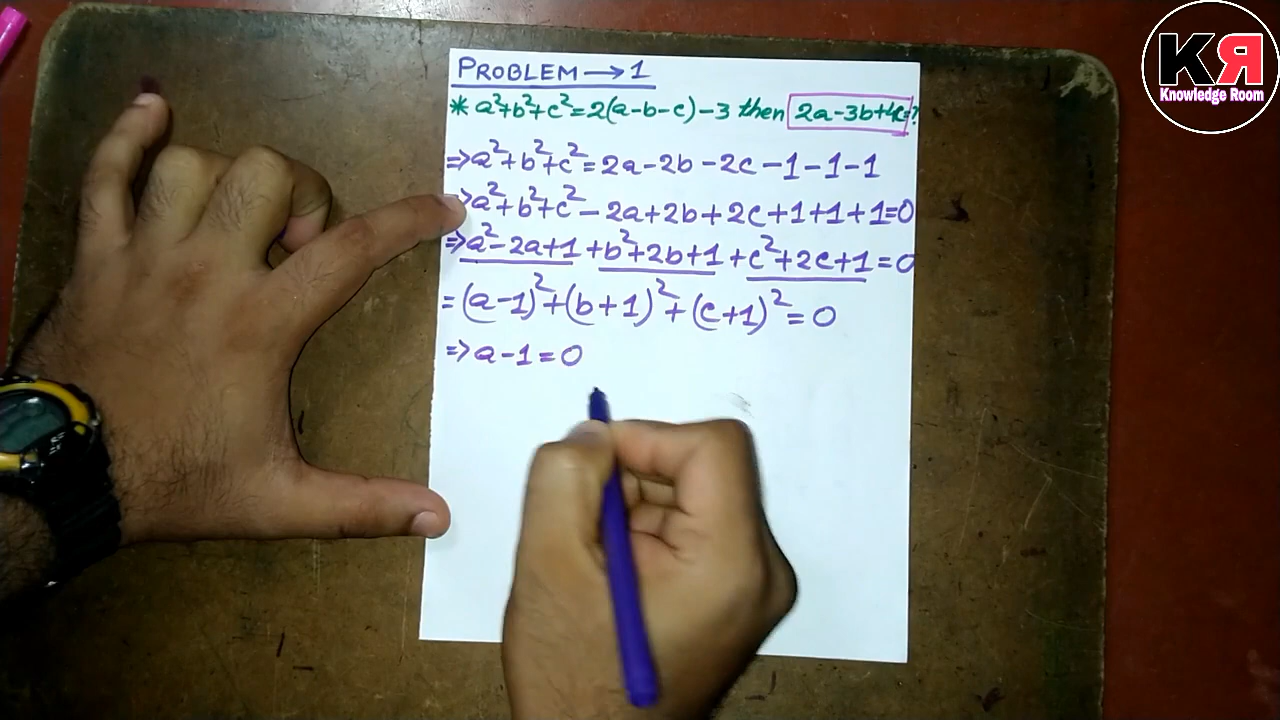 KЯ
Knowledge Room
PROBLEM → 1
* a²+b²+c²=2(a-b-c)-3 then 2a-3b+4c=?
⇒a²+b²+c²=2a-2b-2c-1-1-1
⇒a²+b²+c²-2a+2b+2c+1+1+1=0
⇒a²-2a+1+b²+2b+1+c²+2c+1=0
=(a-1)²+(b+1)²+(c+1)²=0
⇒a-1=0